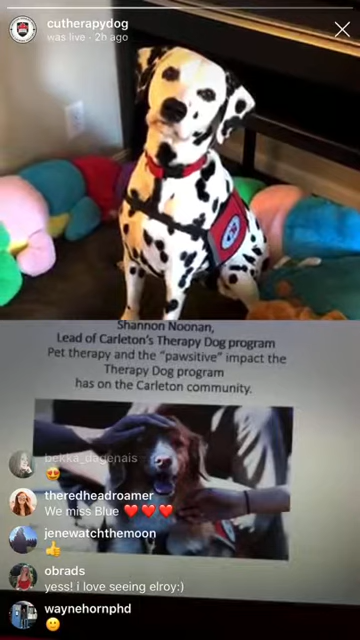 cutherapydog
was live · 2h ago
Shannon Noonan,
Lead of Carleton's Therapy Dog program
Pet therapy and the "pawsitive" impact the
Therapy Dog program
has on the Carleton community.
bekka_dagenais
😍
theredheadroamer
We miss Blue ❤️❤️❤️
jenewatchthemoon
👍
obrads
yess! i love seeing elroy:)
waynehornphd
🙂